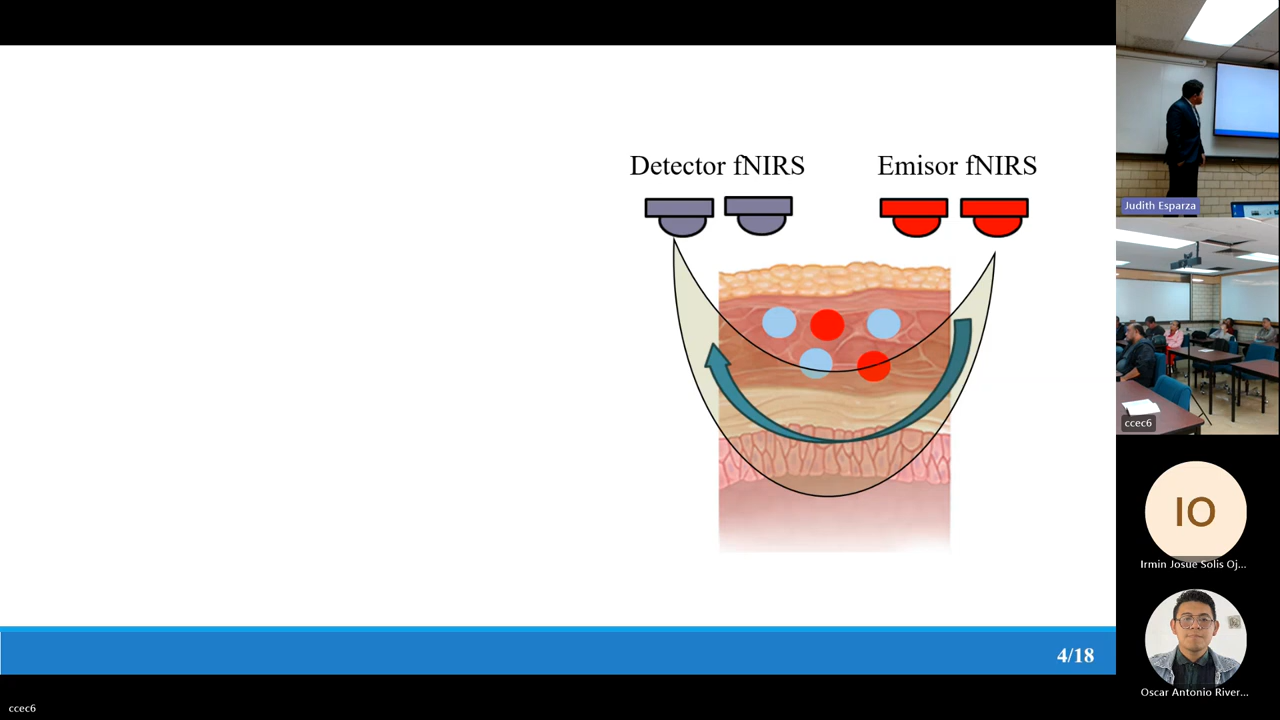 Detector fNIRS
Emisor fNIRS
4/18
Judith Esparza
ccec6
IO
Irmin Josue Solis Oj...
Oscar Antonio River...
ccec6